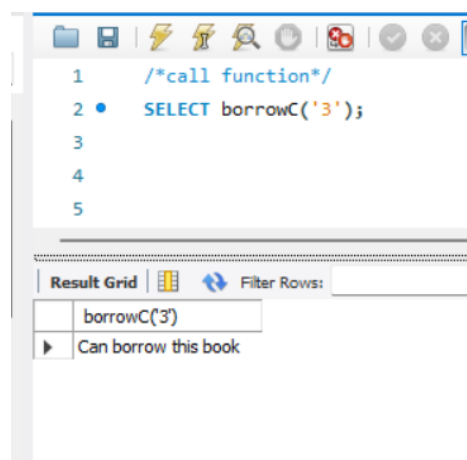 1 /*call function*/
2 SELECT borrowC('3');
3
4
5
Result Grid Filter Rows:
borrowC('3')
Can borrow this book